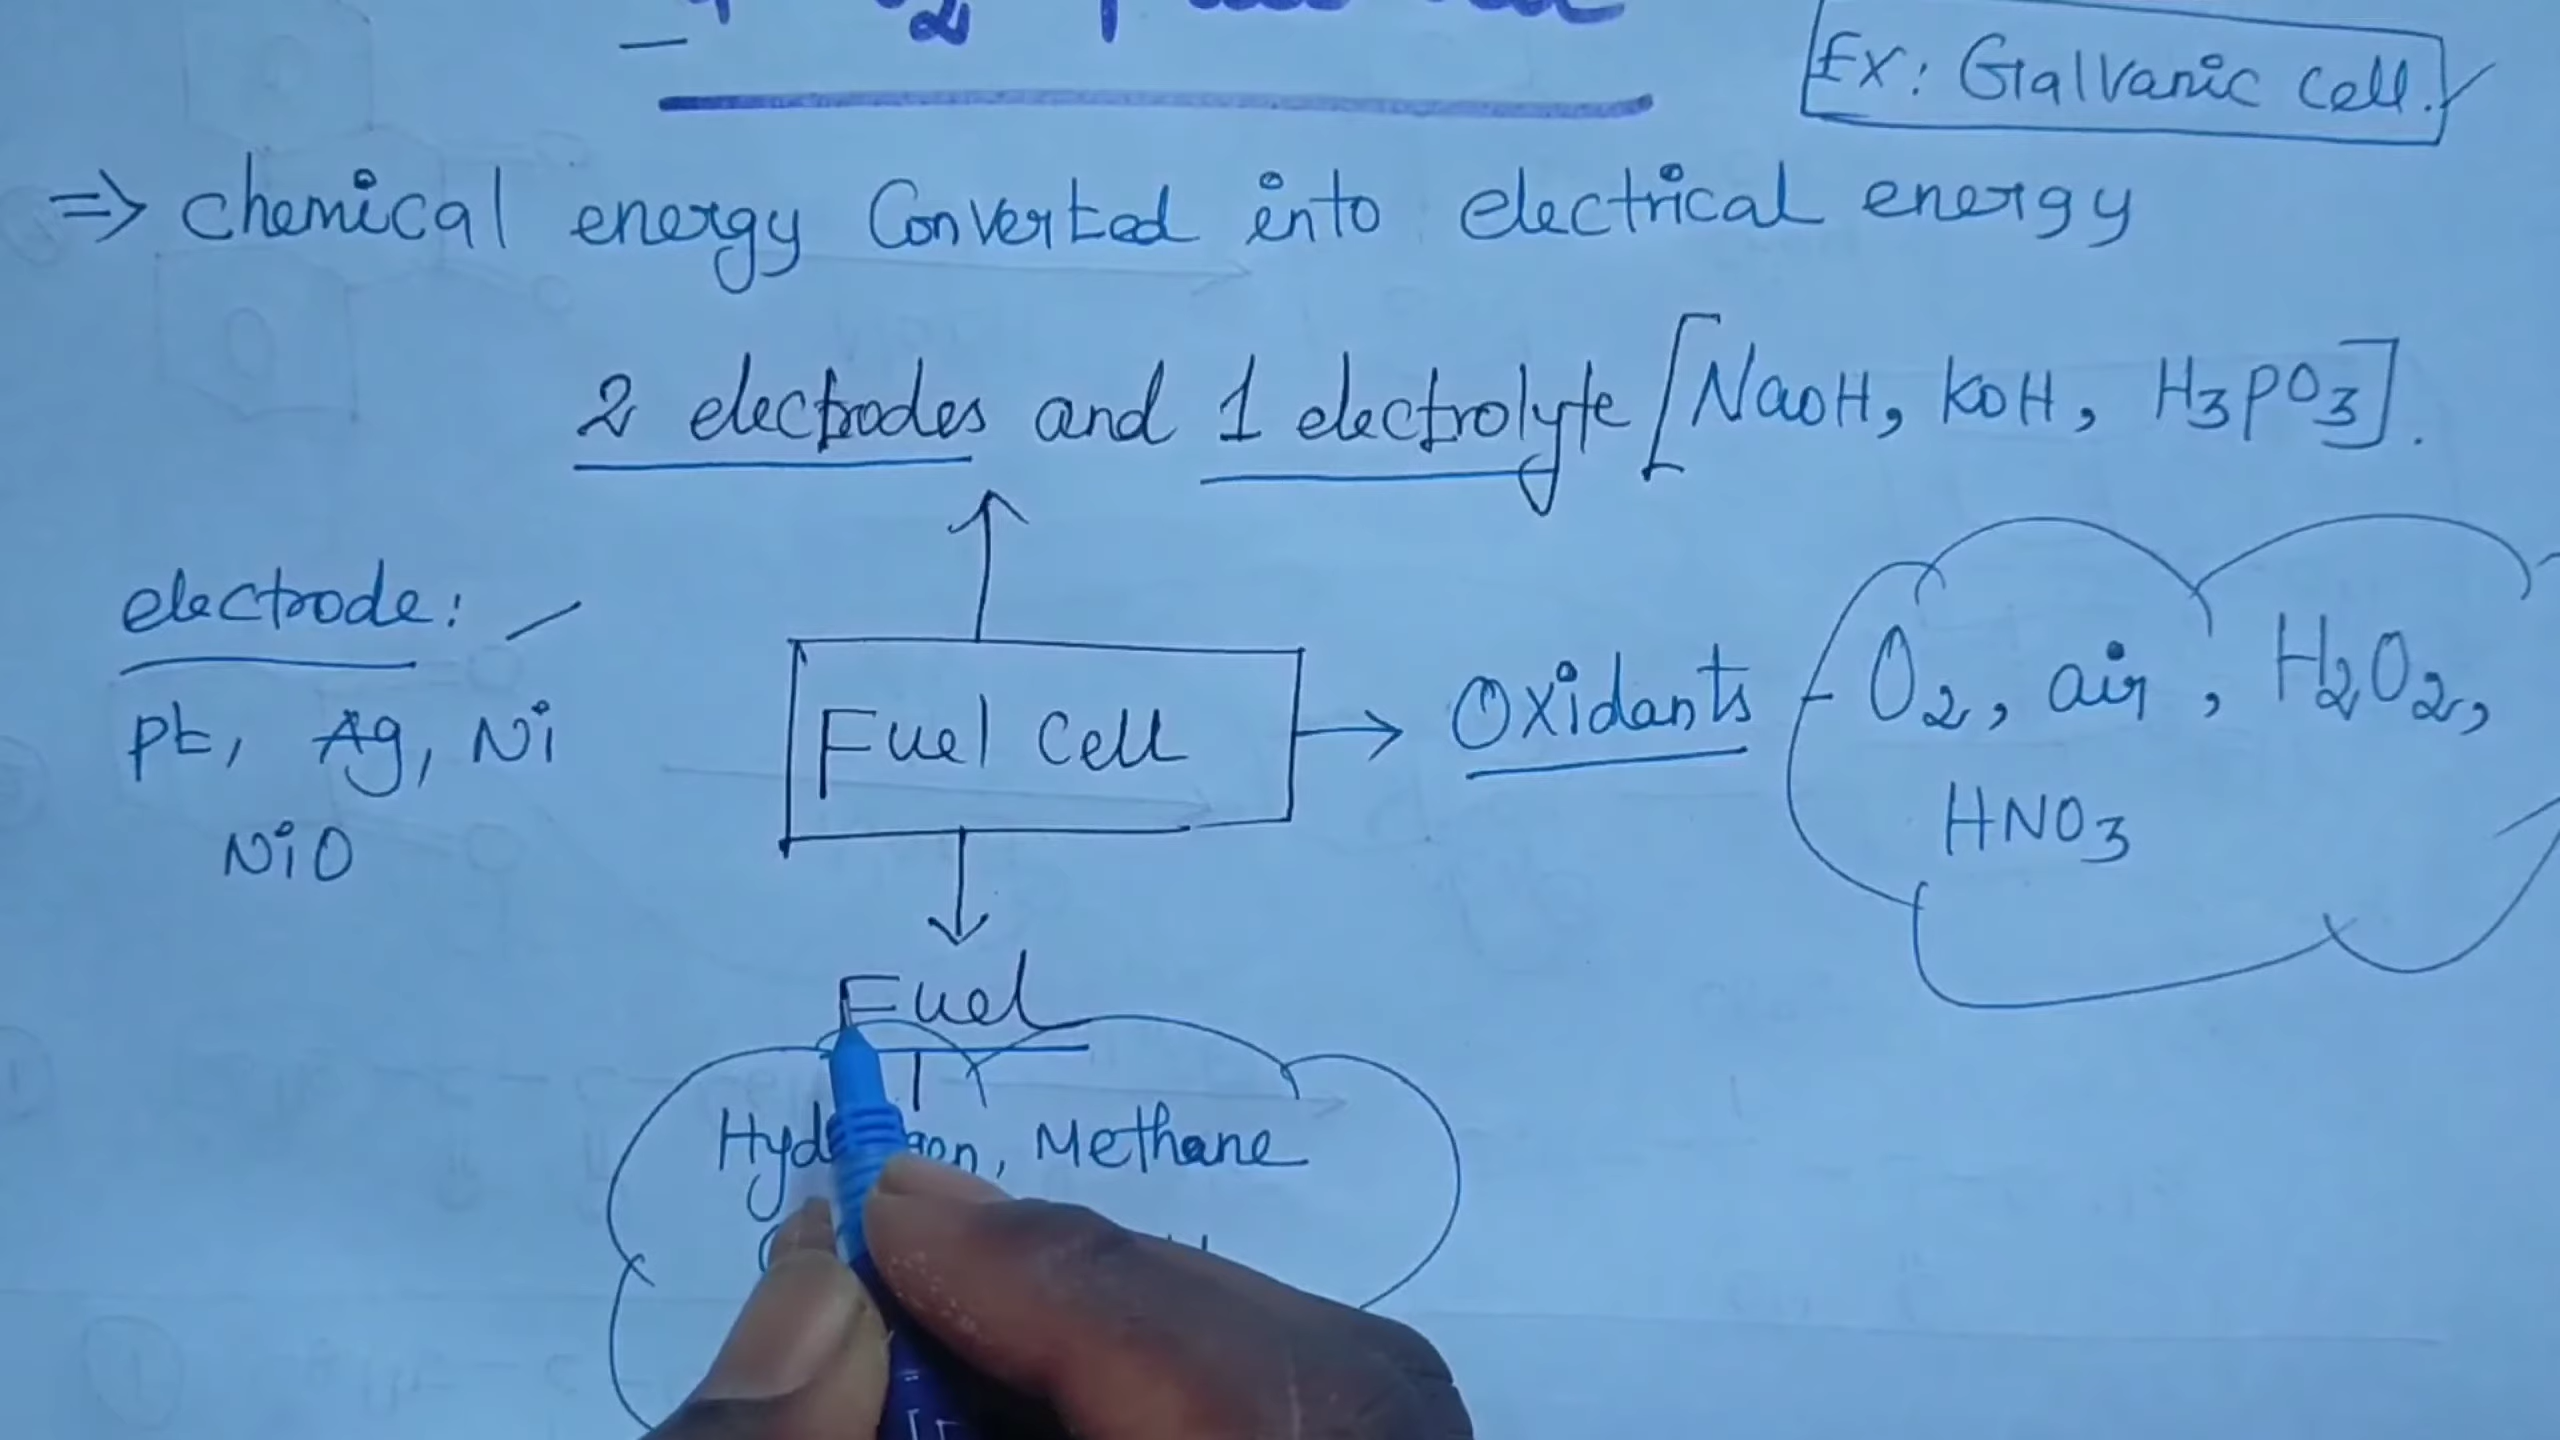 Ex: Galvanic cell.
⇒ chemical energy Converted into electrical energy
2 electrodes and 1 electrolyte [NaOH, KOH, H3PO3].
electrode:
Pt, Ag, Ni
NiO
Fuel Cell → Oxidants - O2, air, H2O2,
HNO3
Fuel
Methane